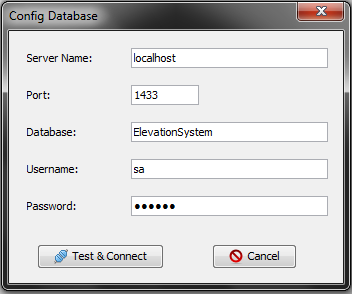 Config Database
Server Name: localhost
Port: 1433
Database: ElevationSystem
Username: sa
Password: ●●●●●●
Test & Connect Cancel